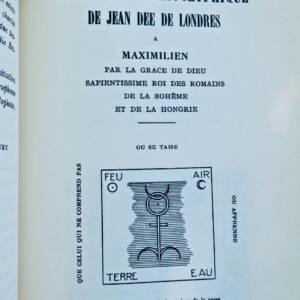 DE JEAN DEE DE LONDRES
A
MAXIMILIEN
PAR LA GRACE DE DIEU
SAPIENTISSIME ROI DES ROMAINS
DE LA BOHÊME
ET DE LA HONGRIE
OU SE TAISE
QUE CELUI QUI NE COMPREND PAS
FEU AIR
TERRE EAU
OU APPRENNE